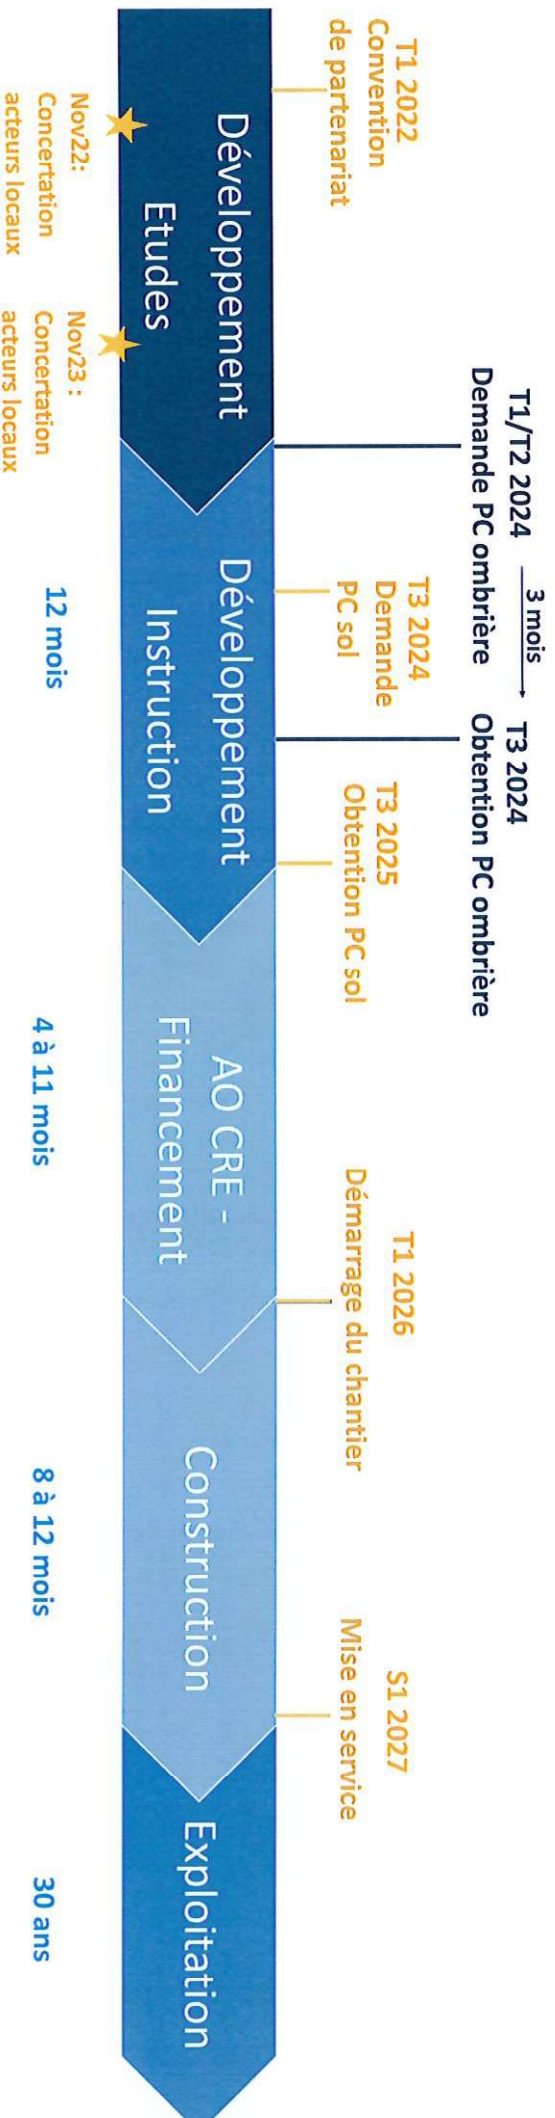 T1/T2 2024
Demande PC ombrière
3 mois
T3 2024
Obtention PC ombrière
T1 2022
Convention
de partenariat
T3 2024
Demande
PC sol
T3 2025
Obtention PC sol
T1 2026
Démarrage du chantier
S1 2027
Mise en service
Développement
Etudes
Développement
Instruction
AO CRE -
Financement
Construction
Exploitation
Nov22:
Concertation
acteurs locaux
Nov23 :
Concertation
acteurs locaux
12 mois
4 à 11 mois
8 à 12 mois
30 ans